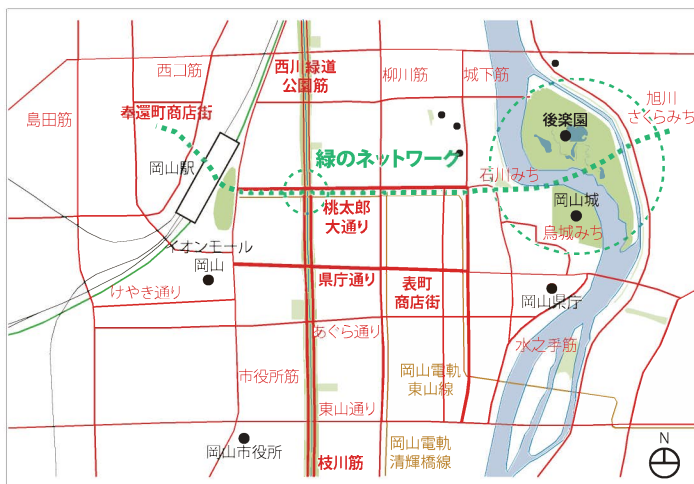 西口筋
西川緑道
公園筋
柳川筋
城下筋
旭川
さくらみち
島田筋
奉還町商店街
後楽園
緑のネットワーク
岡山駅
石川みち
桃太郎
大通り
岡山城
烏城みち
イオンモール
岡山
県庁通り
表町
商店街
けやき通り
岡山県庁
あぐら通り
水之手筋
市役所筋
岡山電軌
東山線
東山通り
岡山市役所
岡山電軌
清輝橋線
枝川筋
N